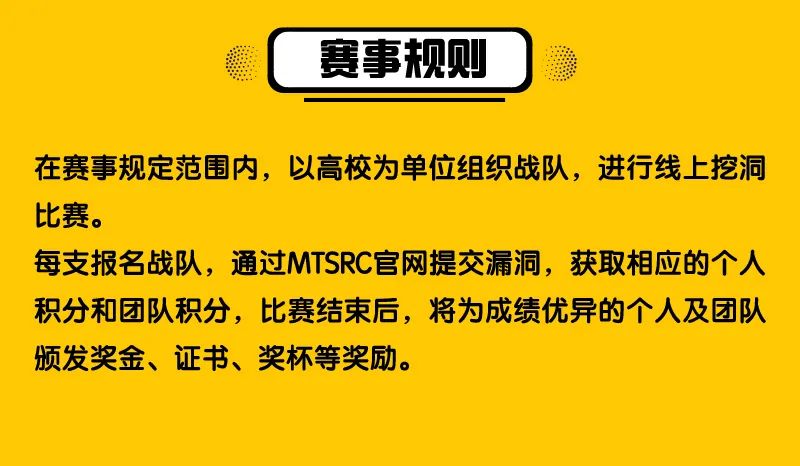 赛事规则
在赛事规定范围内，以高校为单位组织战队，进行线上挖洞
比赛。
每支报名战队，通过MTSRC官网提交漏洞，获取相应的个人
积分和团队积分，比赛结束后，将为成绩优异的个人及团队
颁发奖金、证书、奖杯等奖励。